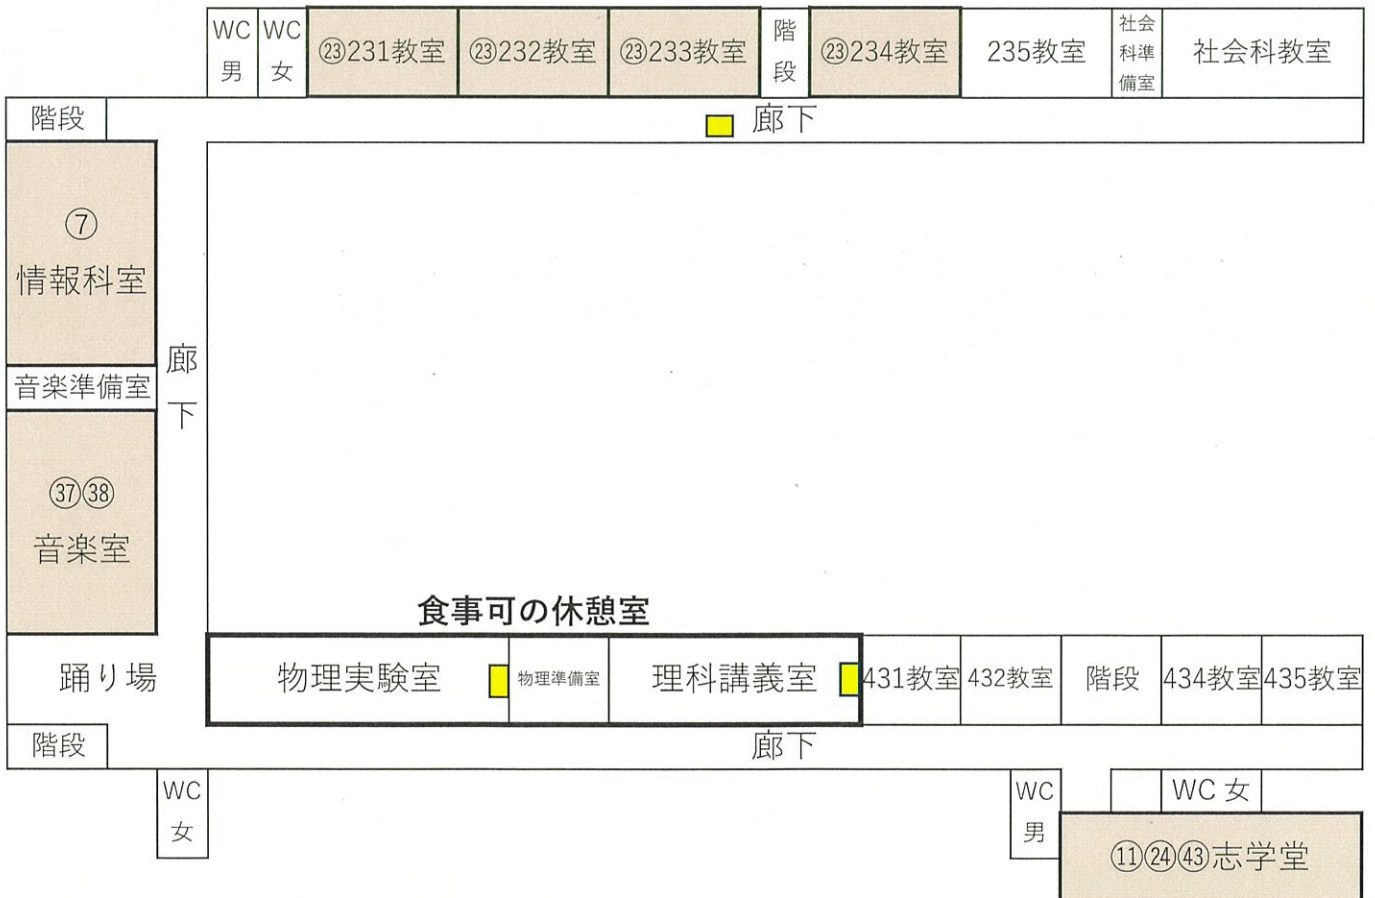 WC
男
WC
女
㉓231教室
㉓232教室
㉓233教室
階
段
㉓234教室
235教室
社会
科準
備室
社会科教室
階段
廊下
⑦
情報科室
廊
下
音楽準備室
㊲㊳
音楽室
食事可の休憩室
踊り場
物理実験室
物理準備室
理科講義室
431教室
432教室
階段
434教室
435教室
階段
廊下
WC
女
WC
男
WC 女
⑪㉔㊸志学堂